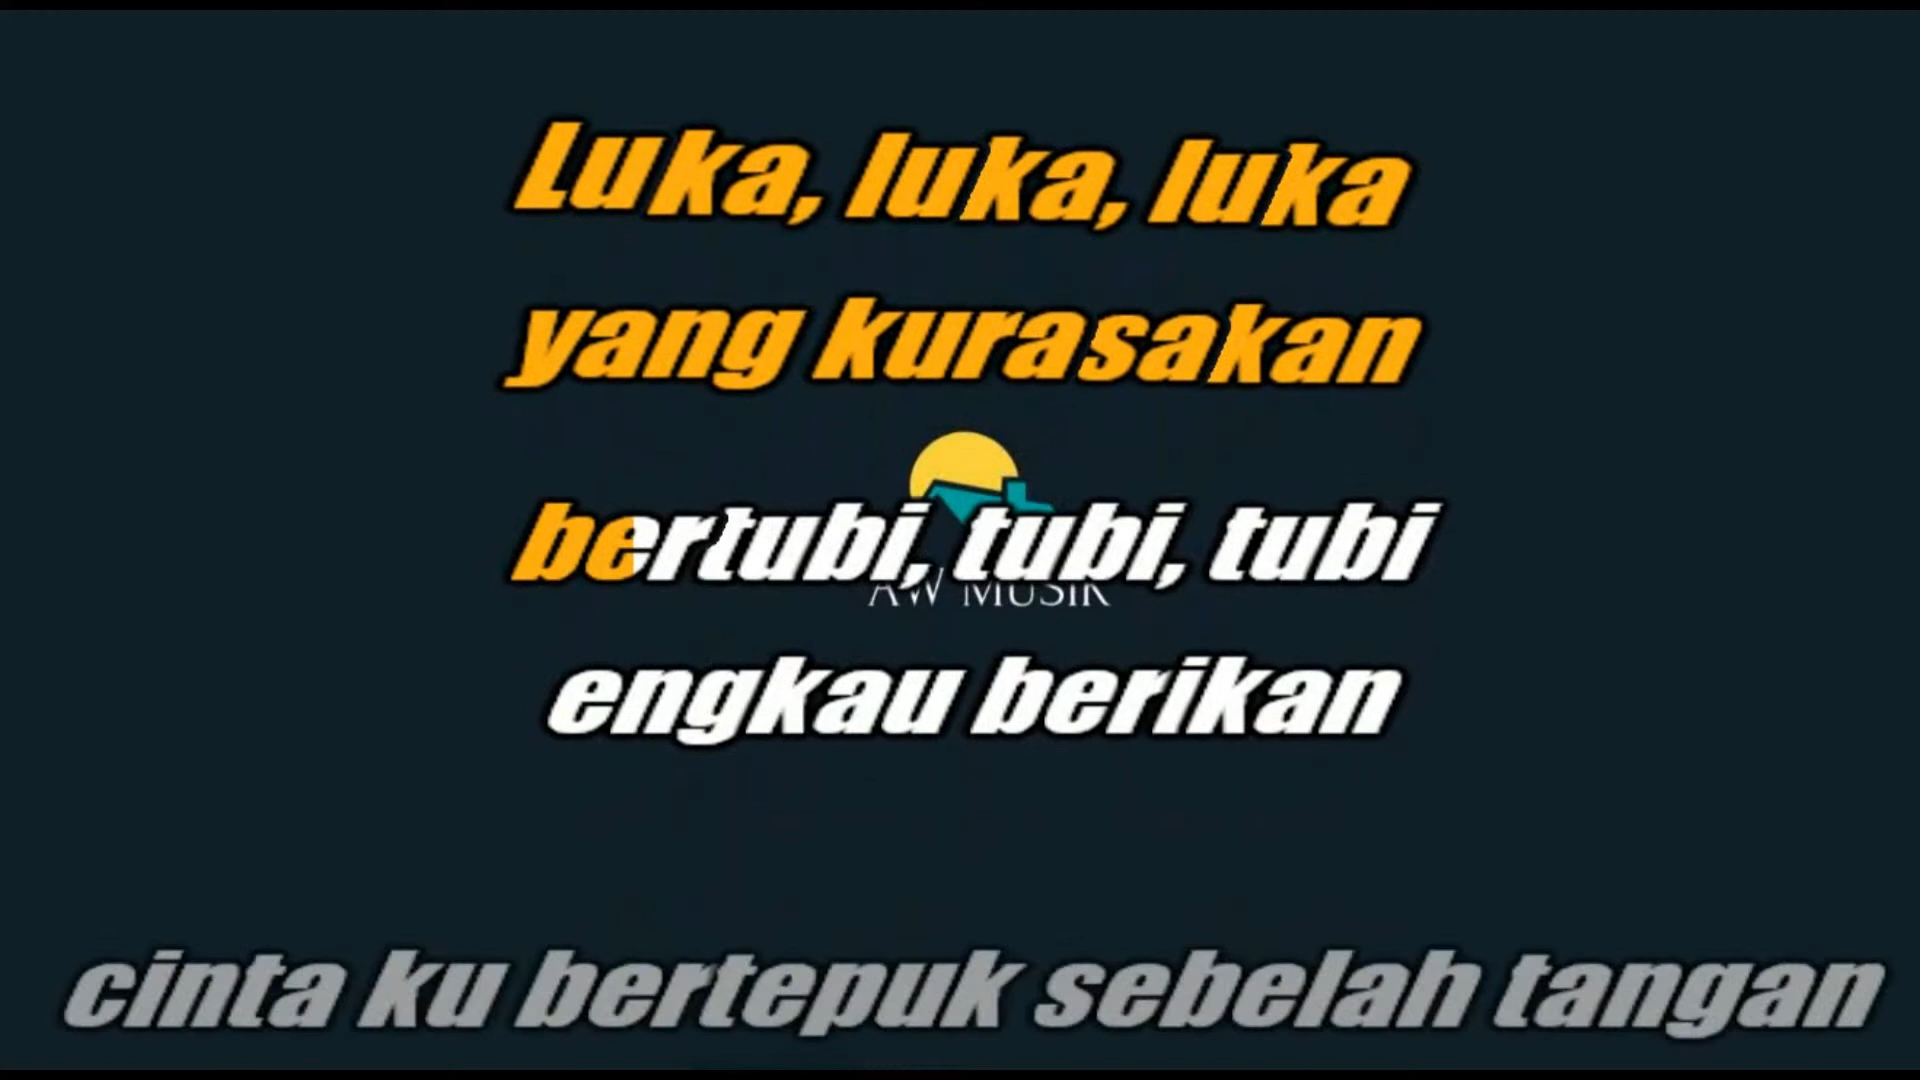 Luka, luka, luka
yang kurasakan
bertubi, tubi, tubi
AW MUSIK
engkau berikan
cinta ku bertepuk sebelah tangan